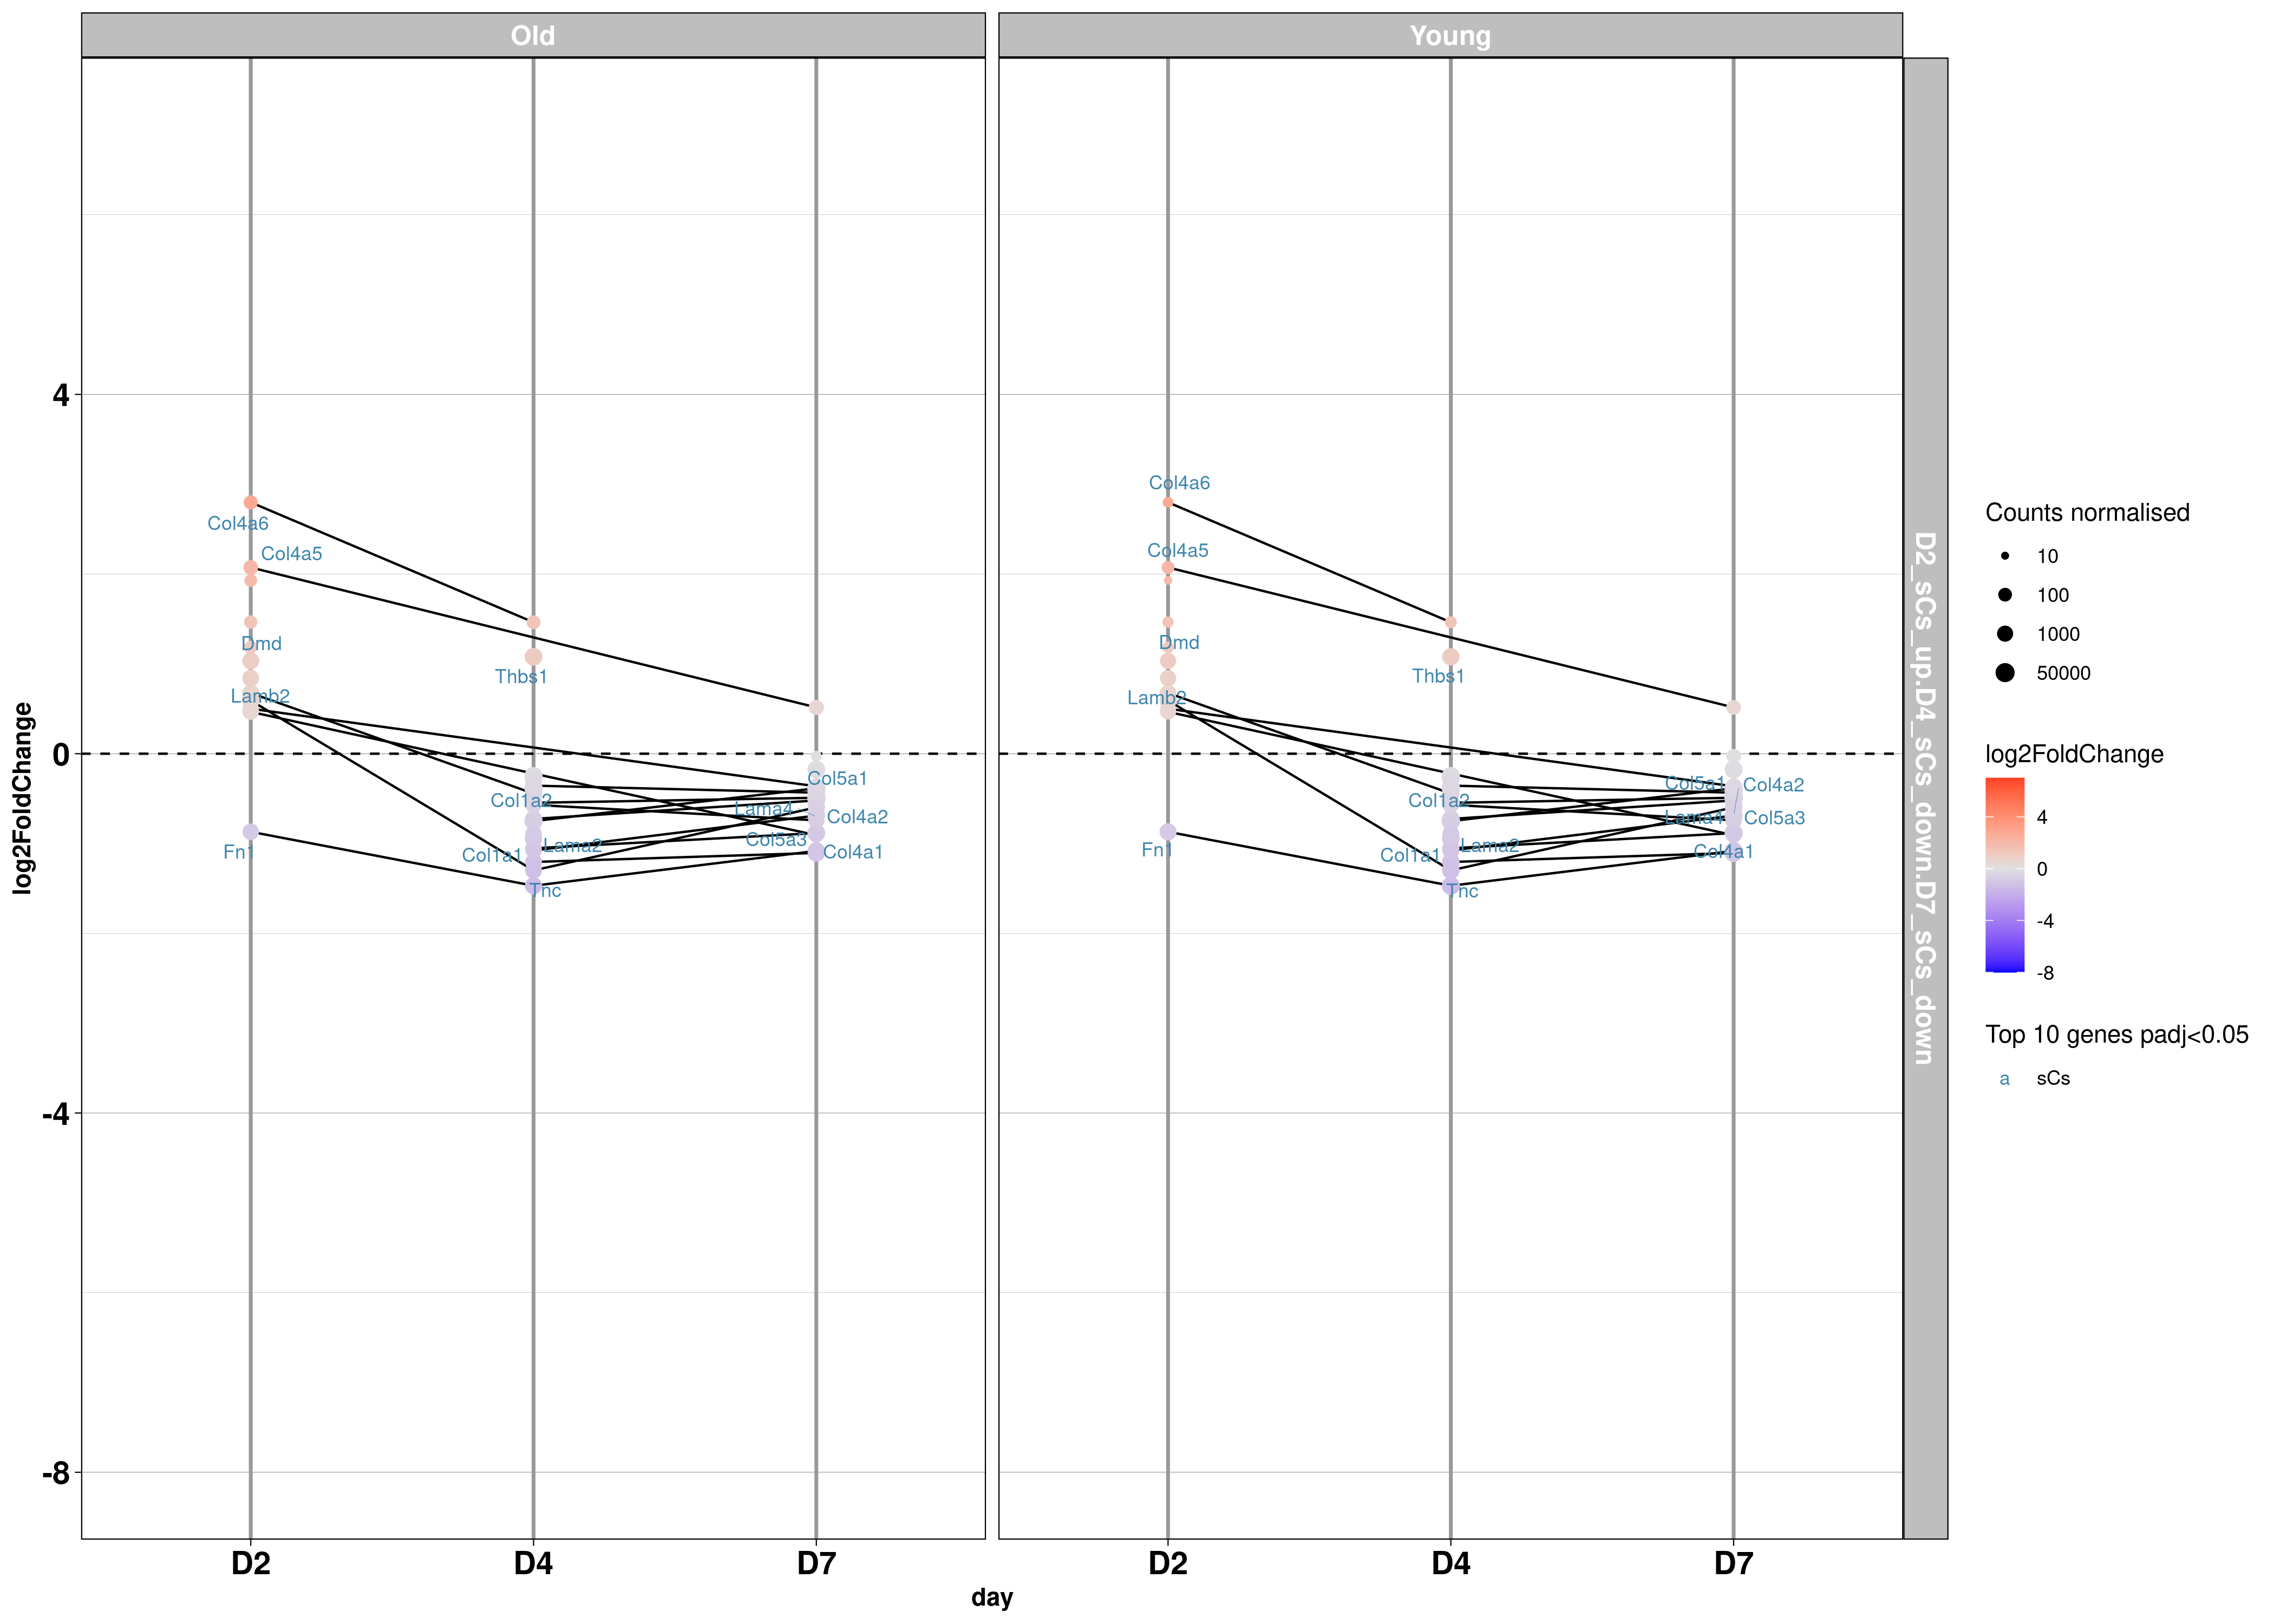 Old
Young
log2FoldChange
4
0
-4
-8
Col4a6
Col4a5
Dmd
Lamb2
Fn1
Thbs1
Col1a2
Lama2
Col1a1
Tnc
Col5a1
Lama4
Col4a2
Col5a3
Col4a1
Col4a6
Col4a5
Dmd
Lamb2
Fn1
Thbs1
Col1a2
Lama2
Col1a1
Tnc
Col5a1
Col4a2
Lama4
Col5a3
Col4a1
D2
D4
D7
D2
D4
D7
day
D2_sCs_up.D4_sCs_down.D7_sCs_down
Counts normalised
10
100
1000
50000
log2FoldChange
4
0
-4
-8
Top 10 genes padj<0.05
a sCs